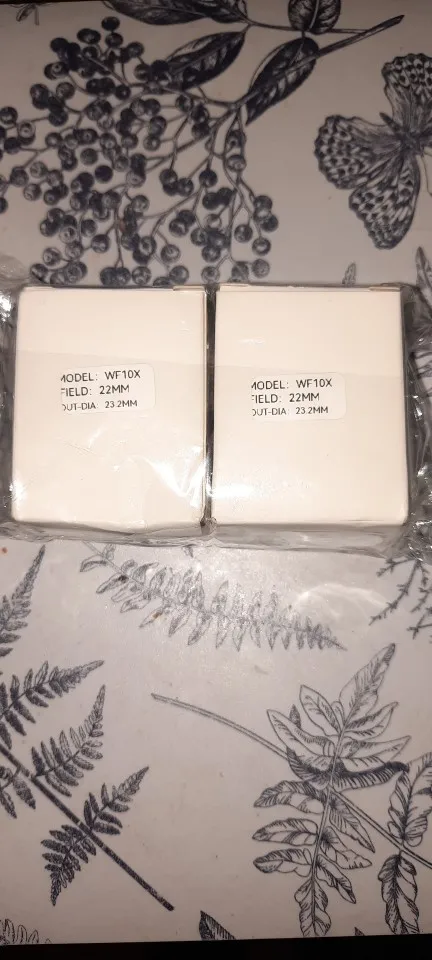 MODEL: WF10X
FIELD: 22MM
OUT-DIA: 23.2MM
MODEL: WF10X
FIELD: 22MM
OUT-DIA: 23.2MM